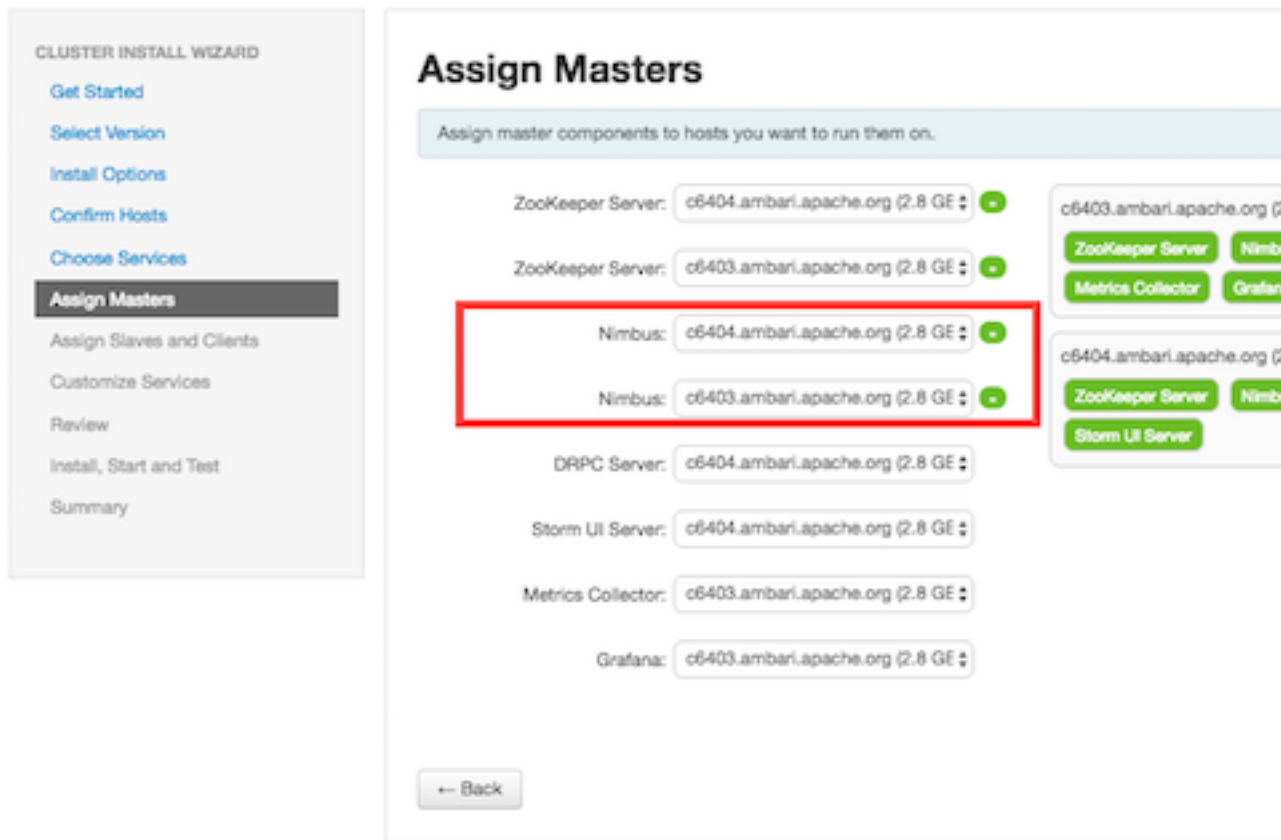 CLUSTER INSTALL WIZARD
Get Started
Select Version
Install Options
Confirm Hosts
Choose Services
Assign Masters
Assign Slaves and Clients
Customize Services
Review
Install, Start and Test
Summary
Assign Masters
Assign master components to hosts you want to run them on.
ZooKeeper Server: c6404.ambari.apache.org (2.8 GE
ZooKeeper Server: c6403.ambari.apache.org (2.8 GE
Nimbus: c6404.ambari.apache.org (2.8 GE
Nimbus: c6403.ambari.apache.org (2.8 GE
DRPC Server: c6404.ambari.apache.org (2.8 GE
Storm UI Server: c6404.ambari.apache.org (2.8 GE
Metrics Collector: c6403.ambari.apache.org (2.8 GE
Grafana: c6403.ambari.apache.org (2.8 GE
← Back
c6403.ambari.apache.org (2
ZooKeeper Server Nimb
Metrics Collector Grafan
c6404.ambari.apache.org (2
ZooKeeper Server Nimb
Storm UI Server